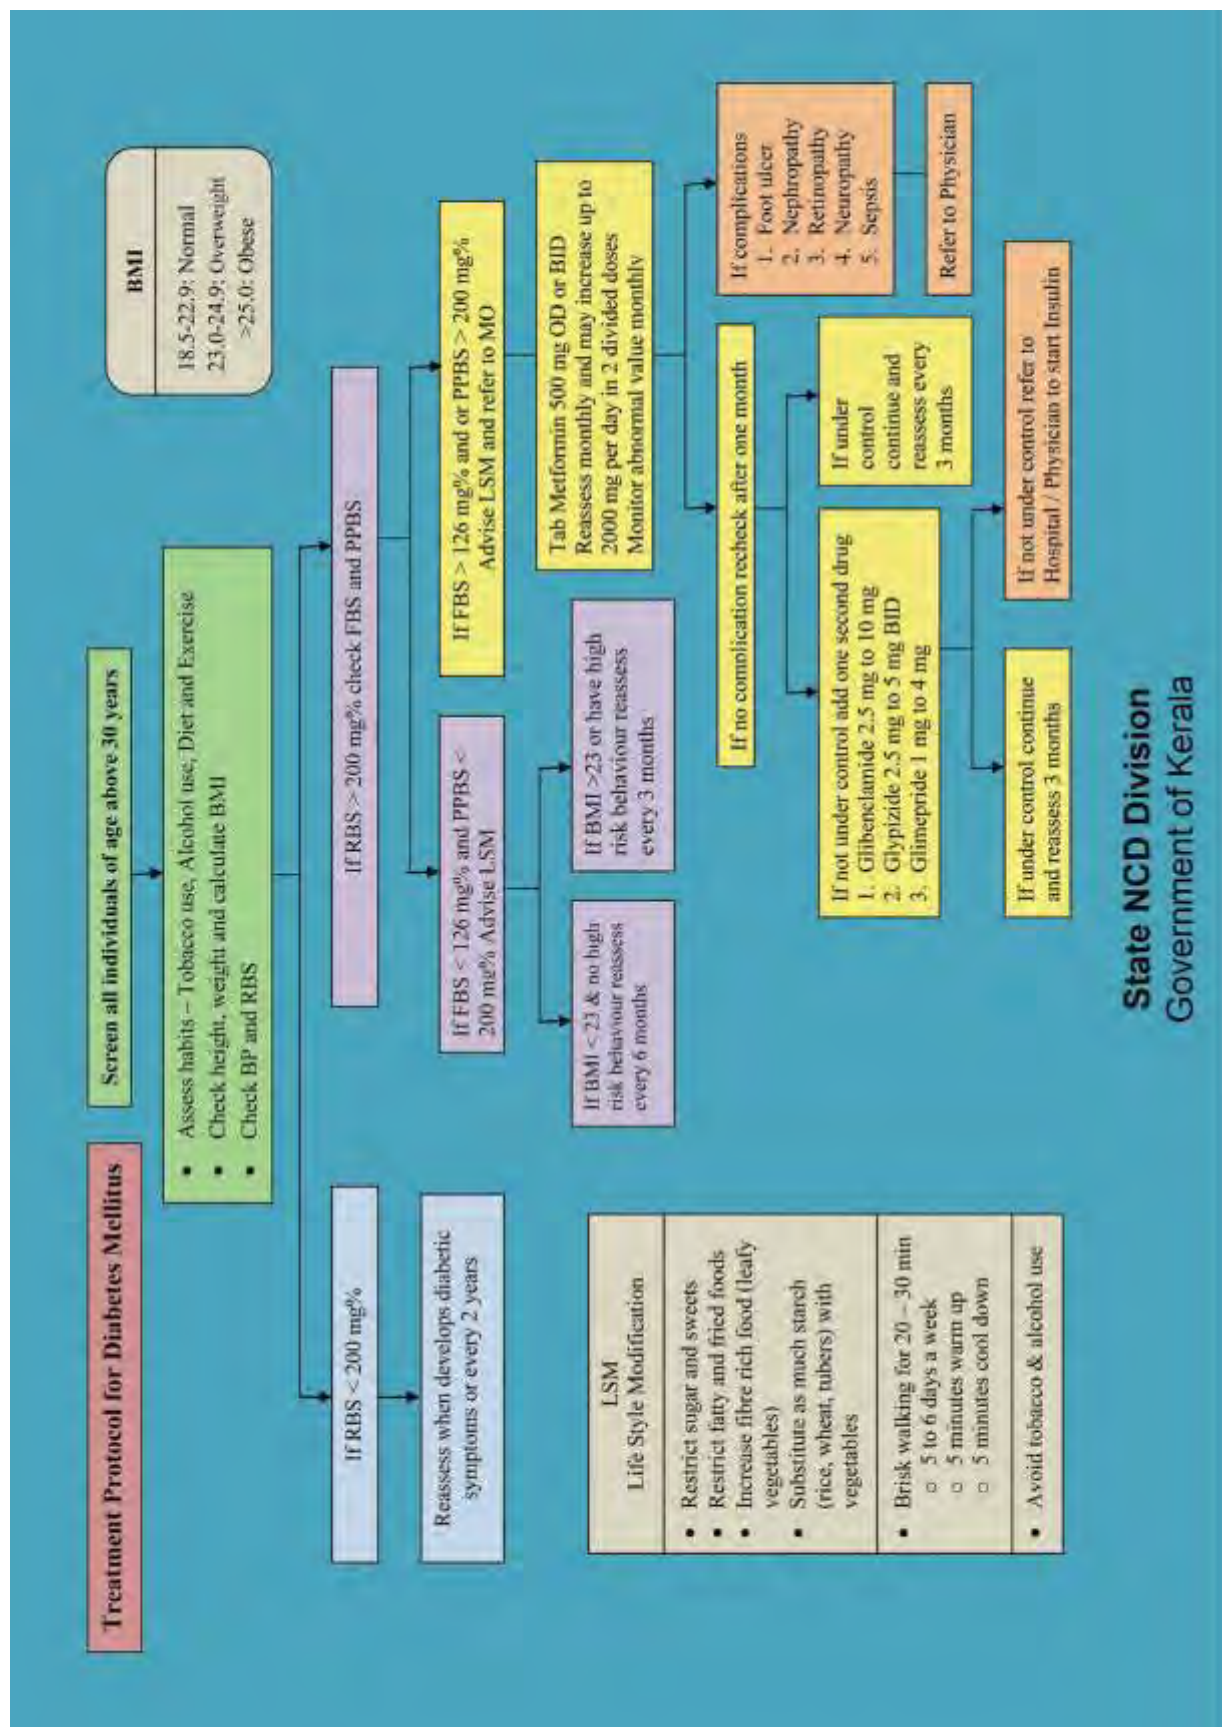 Treatment Protocol for Diabetes Mellitus
Screen all individuals of age above 30 years
• Assess habits – Tobacco use, Alcohol use, Diet and Exercise
• Check height, weight and calculate BMI
• Check BP and RBS
BMI
18.5-22.9: Normal
23.0-24.9: Overweight
>25.0: Obese
If RBS < 200 mg%
Reassess when develops diabetic
symptoms or every 2 years
If RBS > 200 mg% check FBS and PPBS
If FBS < 126 mg% and PPBS <
200 mg% Advise LSM
If BMI < 23 & no high
risk behaviour reassess
every 6 months
If BMI >23 or have high
risk behaviour reassess
every 3 months
If FBS > 126 mg% and or PPBS > 200 mg%
Advise LSM and refer to MO
Tab Metformin 500 mg OD or BID
Reassess monthly and may increase up to
2000 mg per day in 2 divided doses
Monitor abnormal value monthly
If no complication recheck after one month
If complications
1. Foot ulcer
2. Nephropathy
3. Retinopathy
4. Neuropathy
5. Sepsis
Refer to Physician
If not under control add one second drug
1. Glibenclamide 2.5 mg to 10 mg
2. Glypizide 2.5 mg to 5 mg BID
3. Glimepride 1 mg to 4 mg
If under
control
continue and
reassess every
3 months
If under control continue
and reassess 3 months
If not under control refer to
Hospital / Physician to start Insulin
LSM
Life Style Modification
• Restrict sugar and sweets
• Restrict fatty and fried foods
• Increase fibre rich food (leafy
vegetables)
• Substitute as much starch
(rice, wheat, tubers) with
vegetables
• Brisk walking for 20 – 30 min
○ 5 to 6 days a week
○ 5 minutes warm up
○ 5 minutes cool down
• Avoid tobacco & alcohol use
State NCD Division
Government of Kerala